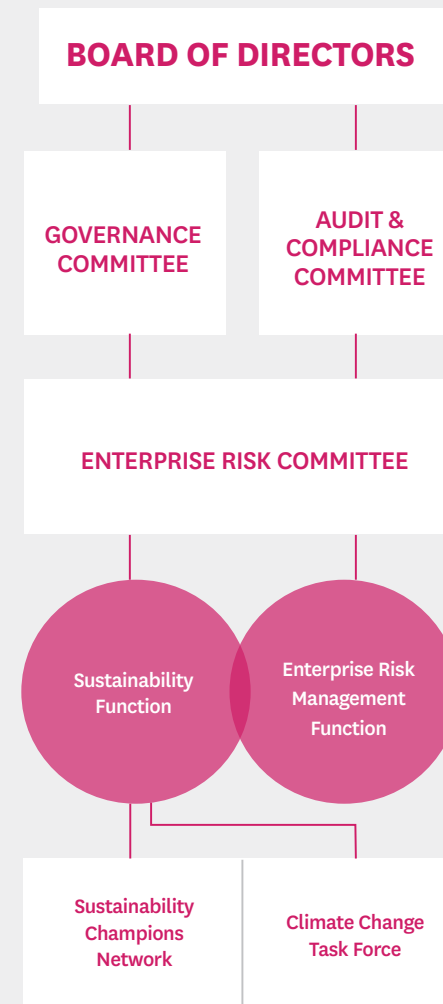 BOARD OF DIRECTORS
GOVERNANCE
COMMITTEE
AUDIT &
COMPLIANCE
COMMITTEE
ENTERPRISE RISK COMMITTEE
Sustainability
Function
Enterprise Risk
Management
Function
Sustainability
Champions
Network
Climate Change
Task Force